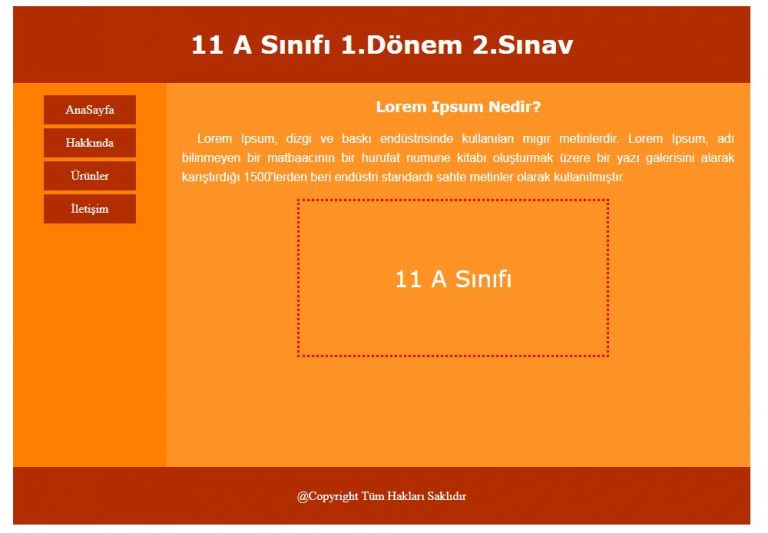 11 A Sınıfı 1.Dönem 2.Sınav
AnaSayfa
Hakkında
Ürünler
İletişim
Lorem Ipsum Nedir?
Lorem Ipsum, dizgi ve baskı endüstrisinde kullanılan mıgır metinlerdir. Lorem Ipsum, adı
bilinmeyen bir matbaacının bir hurufat numune kitabı oluşturmak üzere bir yazı galerisini alarak
karıştırdığı 1500'lerden beri endüstri standardı sahte metinler olarak kullanılmıştır.
11 A Sınıfı
@Copyright Tüm Hakları Saklıdır